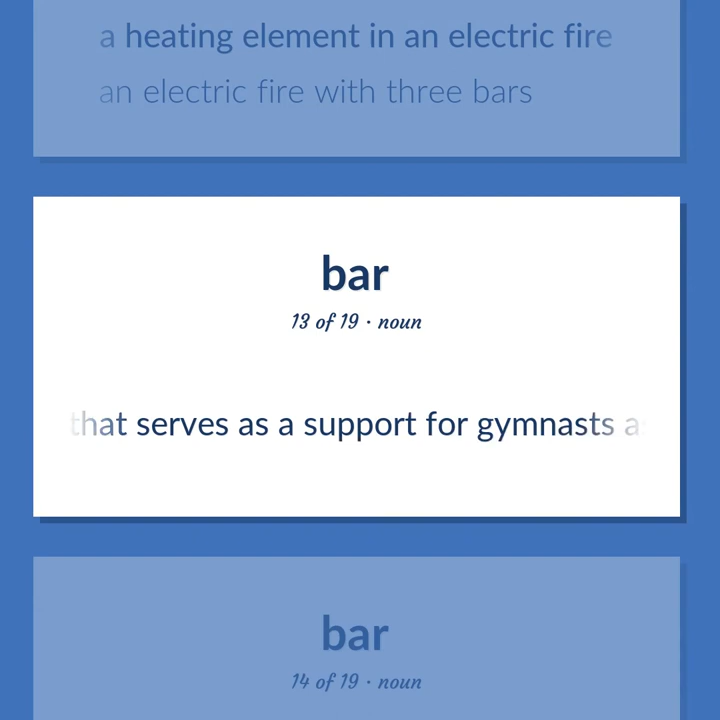 a heating element in an electric fire
an electric fire with three bars
bar
13 of 19 · noun
that serves as a support for gymnasts as
bar
14 of 19 · noun